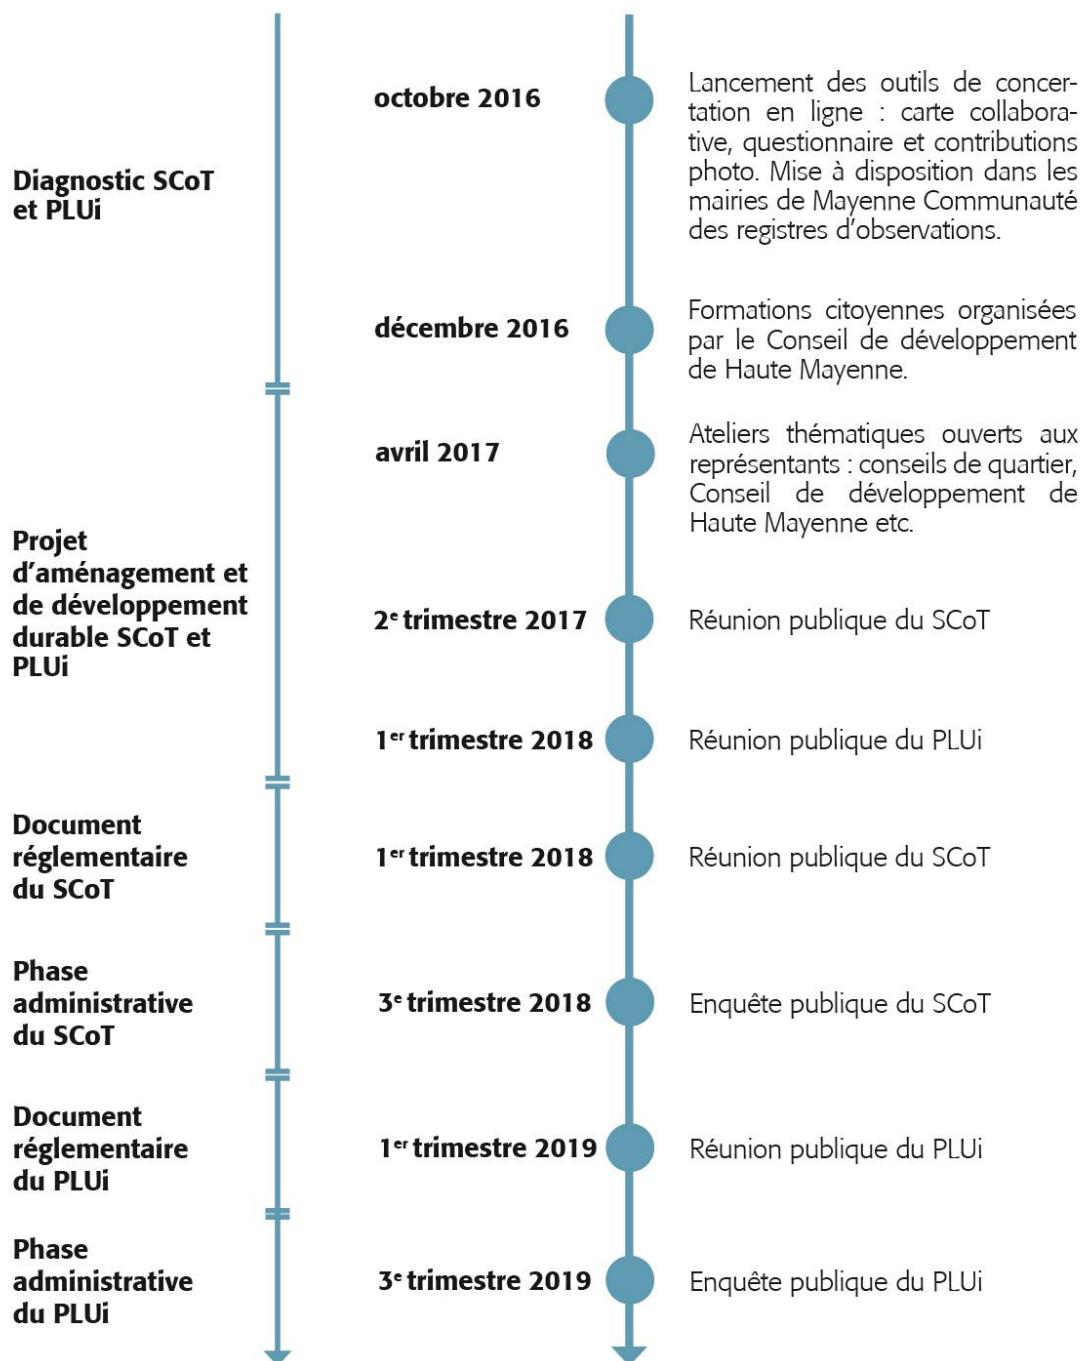 octobre 2016
Lancement des outils de concer-
tation en ligne : carte collabora-
tive, questionnaire et contributions
photo. Mise à disposition dans les
mairies de Mayenne Communauté
des registres d'observations.
Diagnostic SCoT
et PLUi
décembre 2016
Formations citoyennes organisées
par le Conseil de développement
de Haute Mayenne.
avril 2017
Ateliers thématiques ouverts aux
représentants : conseils de quartier,
Conseil de développement de
Haute Mayenne etc.
Projet
d'aménagement et
de développement
durable SCoT et
PLUi
2e trimestre 2017
Réunion publique du SCoT
1er trimestre 2018
Réunion publique du PLUi
Document
réglementaire
du SCoT
1er trimestre 2018
Réunion publique du SCoT
Phase
administrative
du SCoT
3e trimestre 2018
Enquête publique du SCoT
Document
réglementaire
du PLUi
1er trimestre 2019
Réunion publique du PLUi
Phase
administrative
du PLUi
3e trimestre 2019
Enquête publique du PLUi